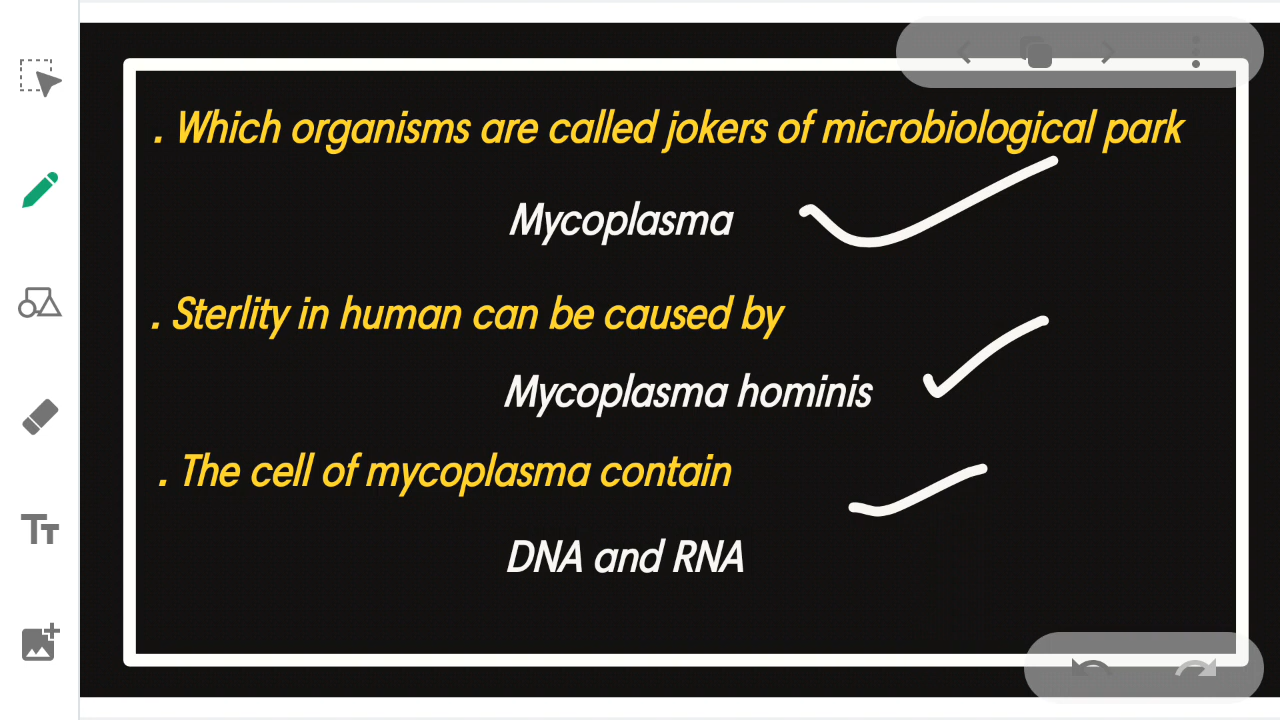 . Which organisms are called jokers of microbiological park
Mycoplasma
. Sterlity in human can be caused by
Mycoplasma hominis
. The cell of mycoplasma contain
DNA and RNA